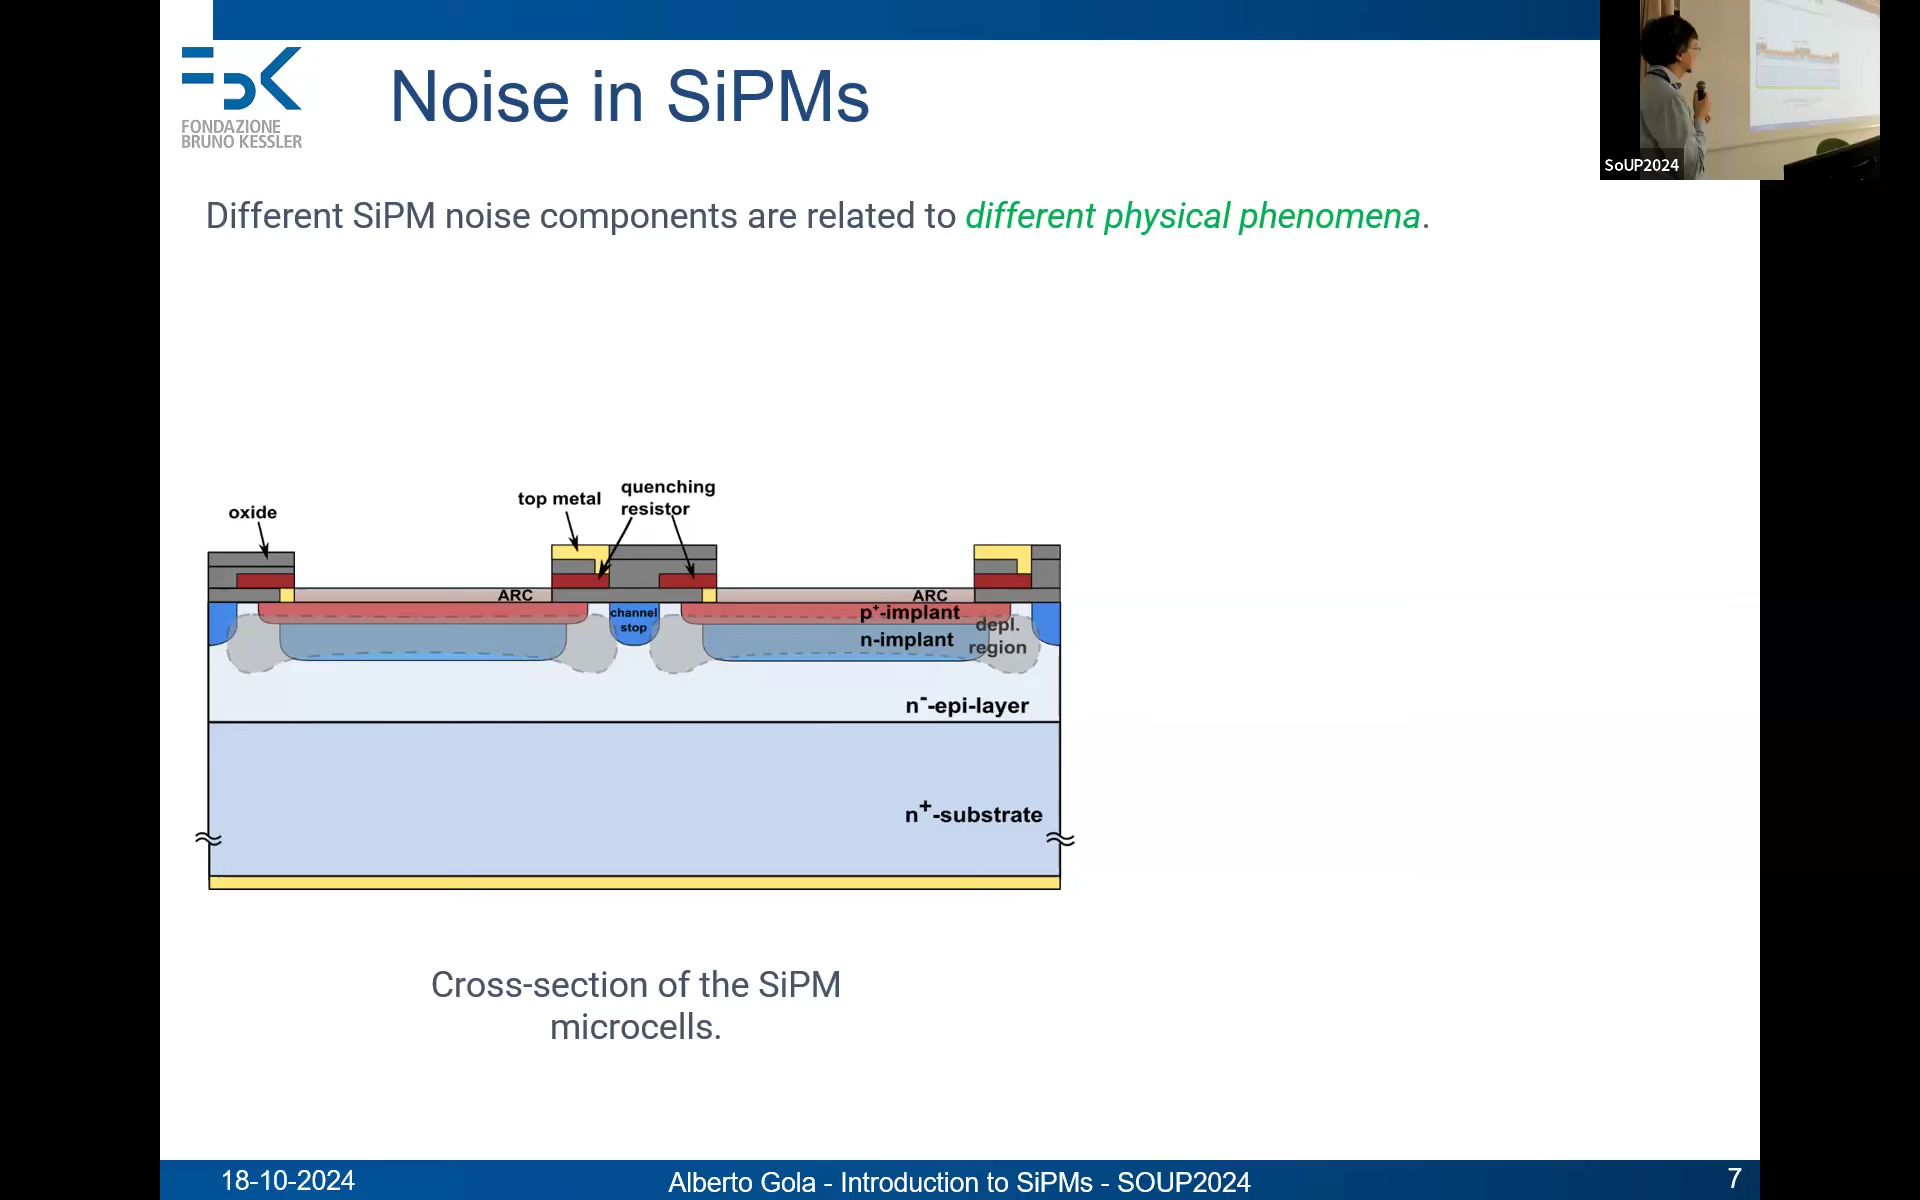 FONDAZIONE
BRUNO KESSLER
Noise in SiPMs
SoUP2024
Different SiPM noise components are related to different physical phenomena.
oxide
top metal
quenching
resistor
ARC
ARC
channel
stop
p⁺-implant
n-implant
depl.
region
n⁻-epi-layer
n⁺-substrate
Cross-section of the SiPM
microcells.
18-10-2024
Alberto Gola - Introduction to SiPMs - SOUP2024
7